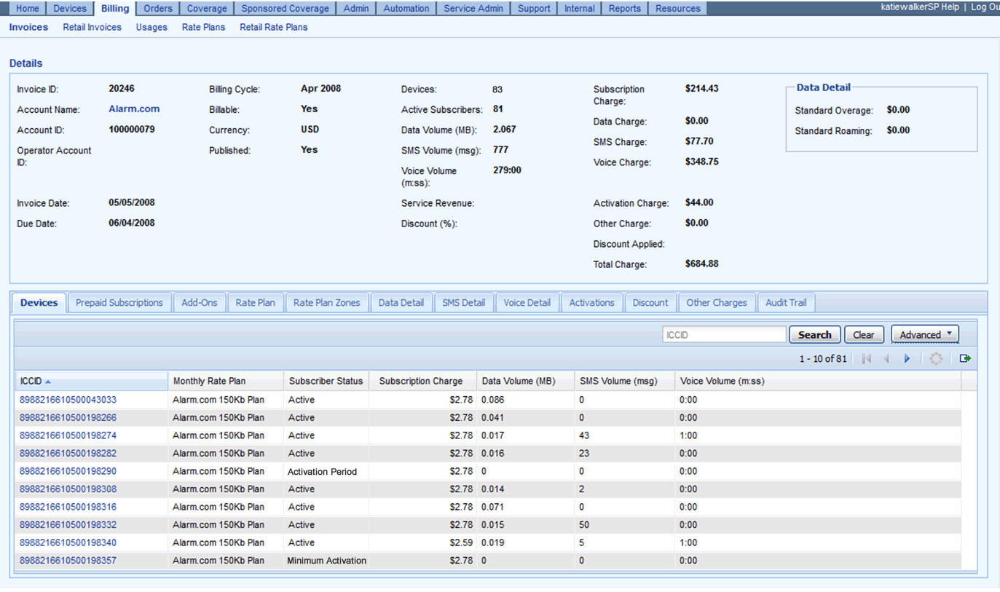 Home Devices Billing Orders Coverage Sponsored Coverage Admin Automation Service Admin Support Internal Reports Resources katiewalkerSP Help | Log Ou
Invoices Retail Invoices Usages Rate Plans Retail Rate Plans
Details
Invoice ID: 20246 Billing Cycle: Apr 2008 Devices: 83 Subscription Charge: $214.43 Data Detail
Account Name: Alarm.com Billable: Yes Active Subscribers: 81 Data Charge: $0.00 Standard Overage: $0.00
Account ID: 100000079 Currency: USD Data Volume (MB): 2.067 SMS Charge: $77.70 Standard Roaming: $0.00
Operator Account ID: Published: Yes SMS Volume (msg): 777 Voice Charge: $348.75
Voice Volume (m:ss): 279:00
Invoice Date: 05/05/2008 Service Revenue: Activation Charge: $44.00
Due Date: 06/04/2008 Discount (%): Other Charge: $0.00
Discount Applied:
Total Charge: $684.88
Devices Prepaid Subscriptions Add-Ons Rate Plan Rate Plan Zones Data Detail SMS Detail Voice Detail Activations Discount Other Charges Audit Trail
ICCID Search Clear Advanced
1 - 10 of 81
ICCID Monthly Rate Plan Subscriber Status Subscription Charge Data Volume (MB) SMS Volume (msg) Voice Volume (m:ss)
8988216610500043033 Alarm.com 150Kb Plan Active $2.78 0.086 0 0:00
8988216610500198266 Alarm.com 150Kb Plan Active $2.78 0.041 0 0:00
8988216610500198274 Alarm.com 150Kb Plan Active $2.78 0.017 43 1:00
8988216610500198282 Alarm.com 150Kb Plan Active $2.78 0.016 23 0:00
8988216610500198290 Alarm.com 150Kb Plan Activation Period $2.78 0 0 0:00
8988216610500198308 Alarm.com 150Kb Plan Active $2.78 0.014 2 0:00
8988216610500198316 Alarm.com 150Kb Plan Active $2.78 0.071 0 0:00
8988216610500198332 Alarm.com 150Kb Plan Active $2.78 0.015 50 0:00
8988216610500198340 Alarm.com 150Kb Plan Active $2.59 0.019 5 1:00
8988216610500198357 Alarm.com 150Kb Plan Minimum Activation $2.78 0 0 0:00